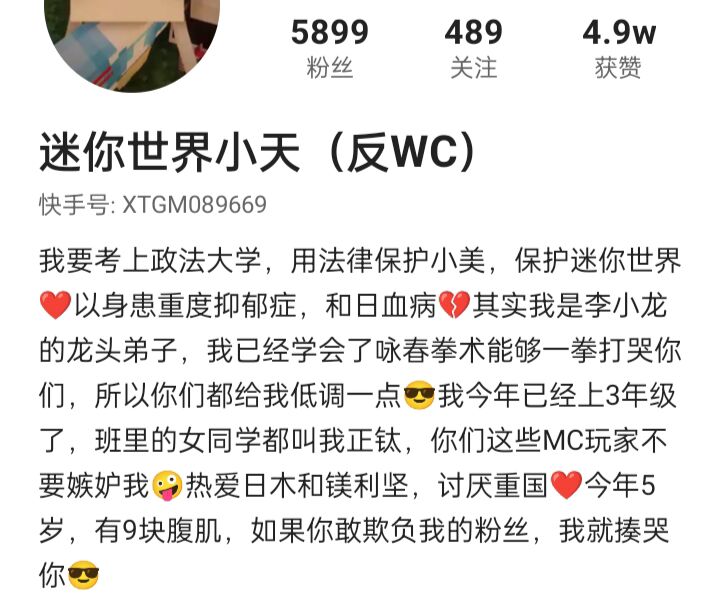 5899 489 4.9w
粉丝 关注 获赞
迷你世界小天（反WC）
快手号: XTGM089669
我要考上政法大学，用法律保护小美，保护迷你世界
❤️以身患重度抑郁症，和日血病💔其实我是李小龙
的龙头弟子，我已经学会了咏春拳术能够一拳打哭你
们，所以你们都给我低调一点😎我今年已经上3年级
了，班里的女同学都叫我正钛，你们这些MC玩家不
要嫉妒我🤪热爱日木和镁利坚，讨厌重国❤️今年5
岁，有9块腹肌，如果你敢欺负我的粉丝，我就揍哭
你😎